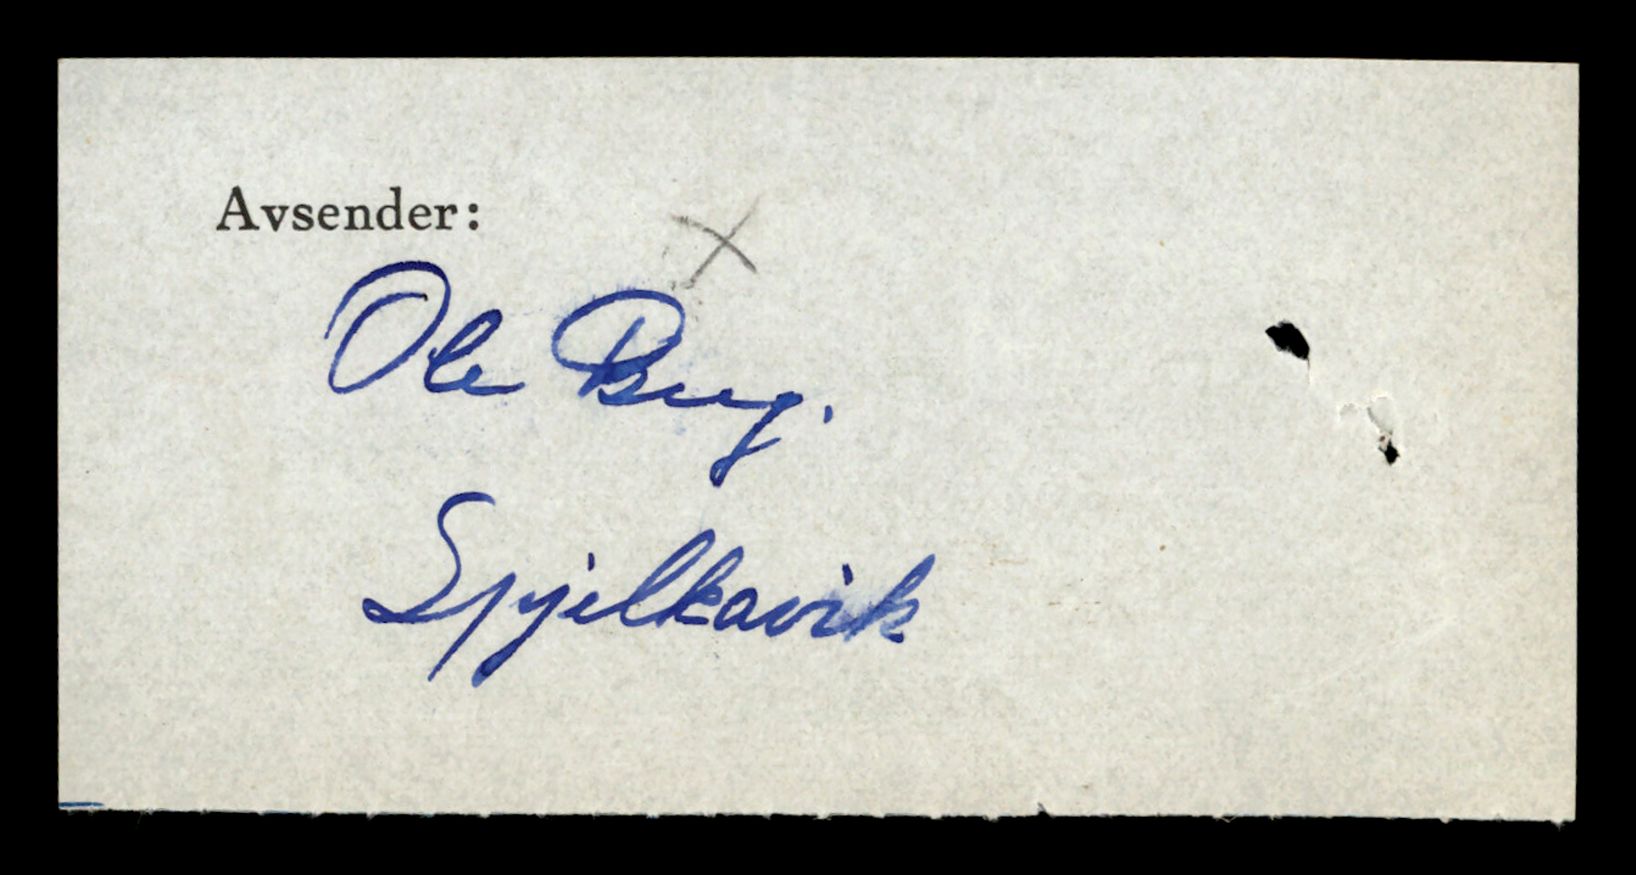 Avsender:
Ole Berg.
Spjelkavik